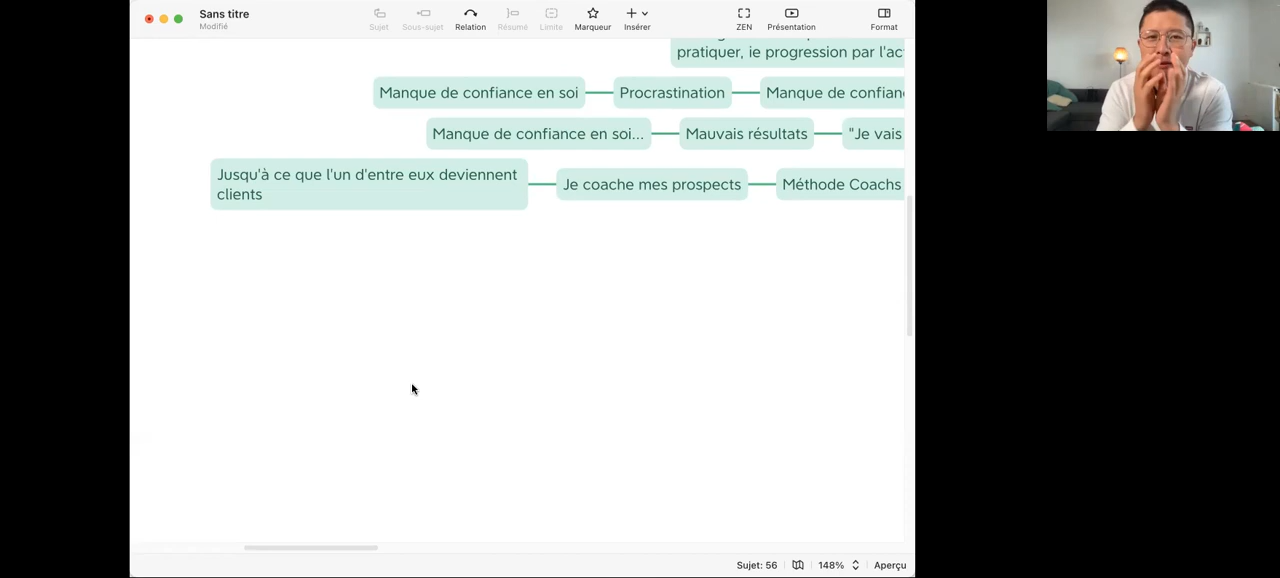 Sans titre
Modifié
Sujet
Sous-sujet
Relation
Résumé
Limite
Marqueur
Insérer
ZEN
Présentation
Format
pratiquer, ie progression par l'ac
Manque de confiance en soi
Procrastination
Manque de confian
Manque de confiance en soi...
Mauvais résultats
"Je vais
Jusqu'à ce que l'un d'entre eux deviennent
clients
Je coache mes prospects
Méthode Coachs
Sujet: 56
148%
Aperçu